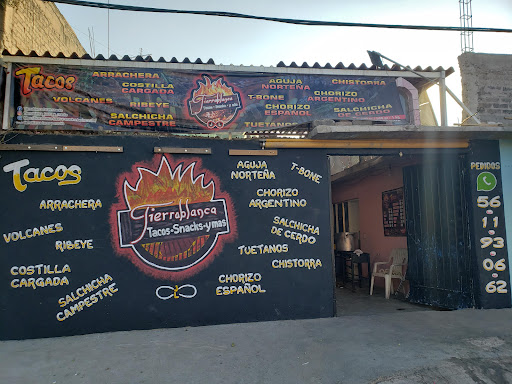 Tacos
ARRACHERA
COSTILLA
CARGADA
VOLCANES
RIBEYE
SALCHICHA
CAMPESTRE
Tierrablanca
AGUJA
NORTEÑA
T-BONE
CHORIZO
ESPAÑOL
TUETANOS
CHISTORRA
CHORIZO
ARGENTINO
SALCHICHA
DE CERDO
Tacos
ARRACHERA
VOLCANES
RIBEYE
COSTILLA
CARGADA
SALCHICHA
CAMPESTRE
Tierrablanca
Tacos-Snacks-y mas
AGUJA
NORTEÑA
T-BONE
CHORIZO
ARGENTINO
SALCHICHA
DE CERDO
TUETANOS
CHISTORRA
CHORIZO
ESPAÑOL
PEDIDOS
56
11
93
06
62